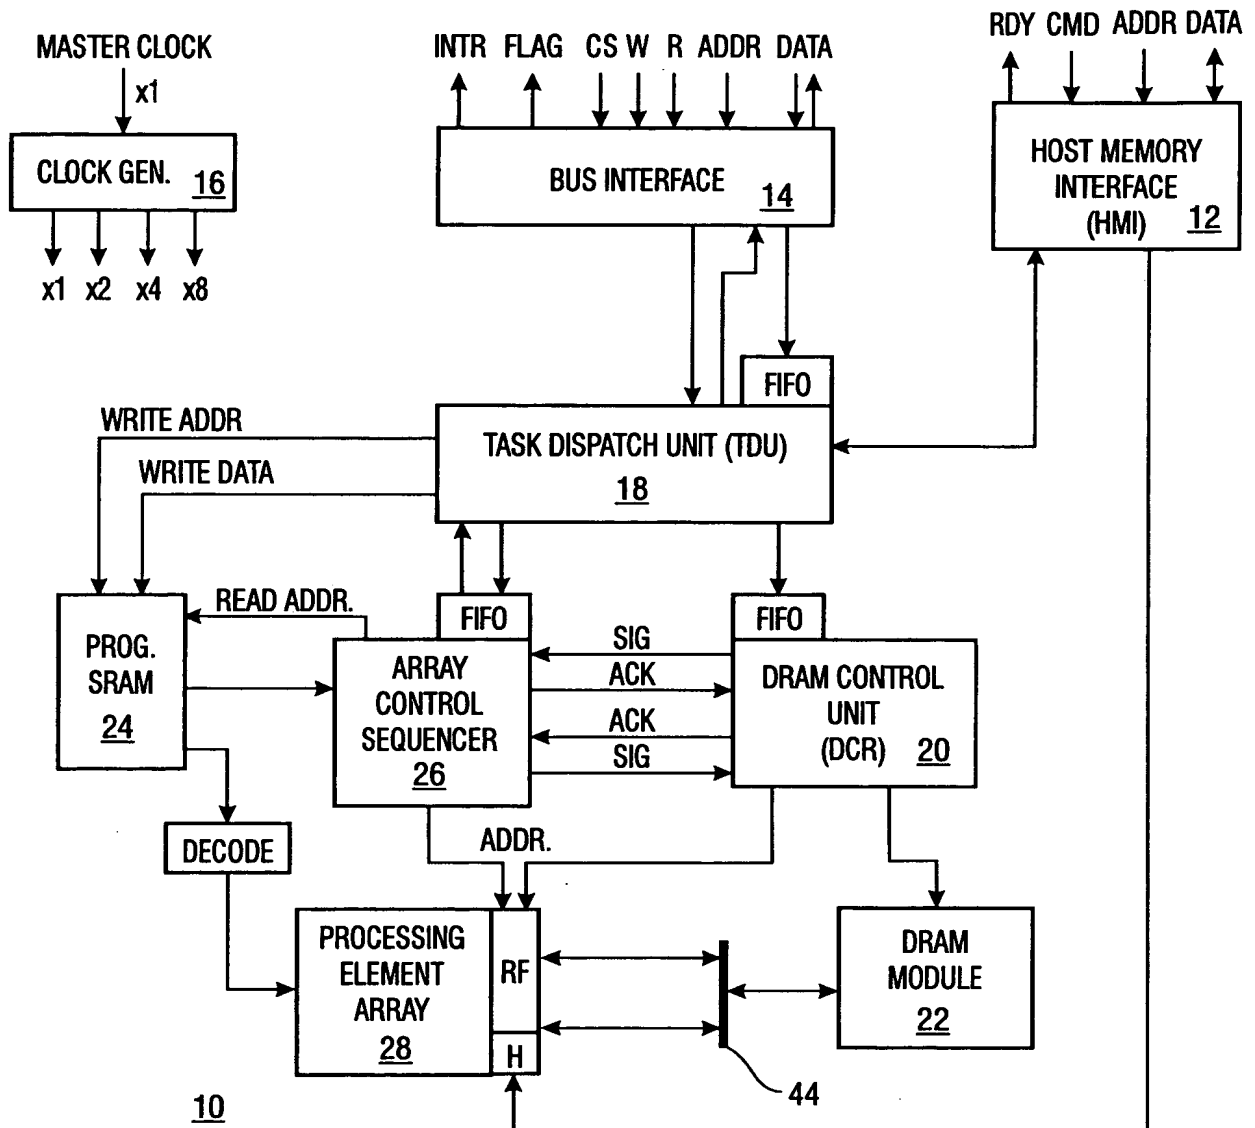 MASTER CLOCK
x1
CLOCK GEN.
16
x1 x2 x4 x8
INTR FLAG CS W R ADDR DATA
BUS INTERFACE
14
RDY CMD ADDR DATA
HOST MEMORY
INTERFACE
(HMI)
12
FIFO
TASK DISPATCH UNIT (TDU)
18
WRITE ADDR
WRITE DATA
READ ADDR.
PROG.
SRAM
24
FIFO
ARRAY
CONTROL
SEQUENCER
26
SIG
ACK
ACK
SIG
FIFO
DRAM CONTROL
UNIT
(DCR)
20
DECODE
ADDR.
PROCESSING
ELEMENT
ARRAY
28
RF
H
DRAM
MODULE
22
44
10